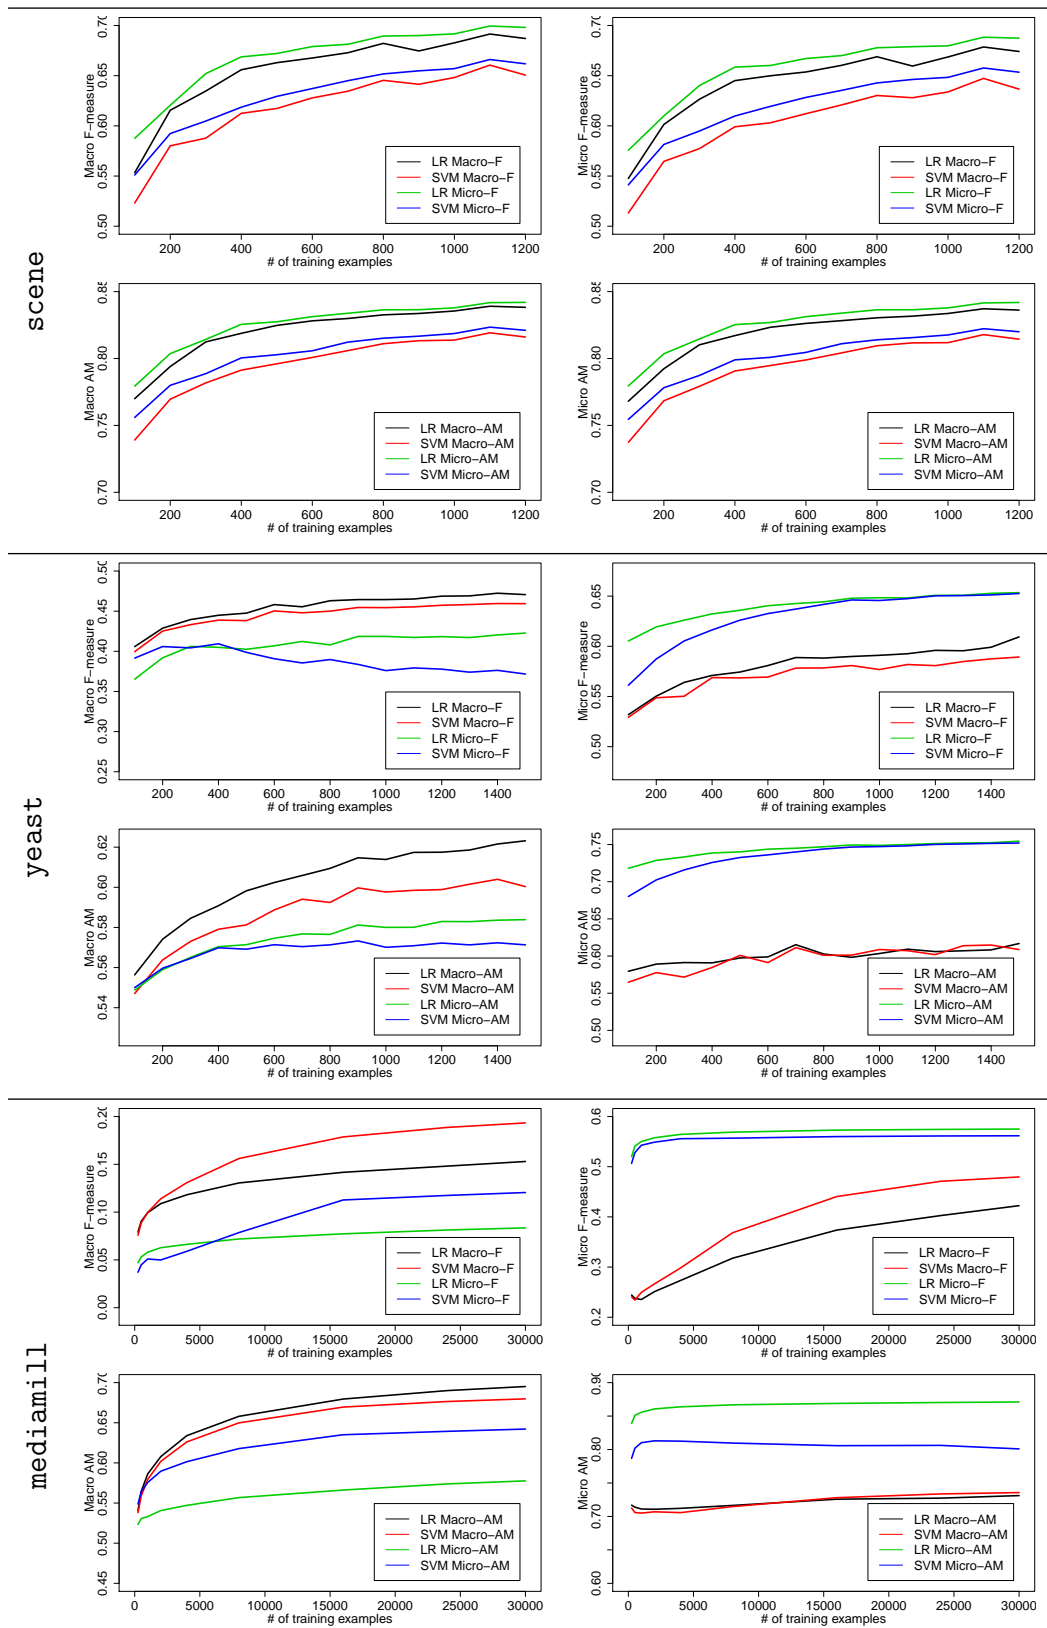 scene
Macro F−measure
0.50 0.55 0.60 0.65 0.70
LR Macro−F
SVM Macro−F
LR Micro−F
SVM Micro−F
200 400 600 800 1000 1200
# of training examples
Micro F−measure
0.50 0.55 0.60 0.65 0.70
LR Macro−F
SVM Macro−F
LR Micro−F
SVM Micro−F
200 400 600 800 1000 1200
# of training examples
Macro AM
0.70 0.75 0.80 0.85
LR Macro−AM
SVM Macro−AM
LR Micro−AM
SVM Micro−AM
200 400 600 800 1000 1200
# of training examples
Micro AM
0.70 0.75 0.80 0.85
LR Macro−AM
SVM Macro−AM
LR Micro−AM
SVM Micro−AM
200 400 600 800 1000 1200
# of training examples
yeast
Macro F−measure
0.25 0.30 0.35 0.40 0.45 0.50
LR Macro−F
SVM Macro−F
LR Micro−F
SVM Micro−F
200 400 600 800 1000 1200 1400
# of training examples
Micro F−measure
0.50 0.55 0.60 0.65
LR Macro−F
SVM Macro−F
LR Micro−F
SVM Micro−F
200 400 600 800 1000 1200 1400
# of training examples
Macro AM
0.54 0.56 0.58 0.60 0.62
LR Macro−AM
SVM Macro−AM
LR Micro−AM
SVM Micro−AM
200 400 600 800 1000 1200 1400
# of training examples
Micro AM
0.50 0.55 0.60 0.65 0.70 0.75
LR Macro−AM
SVM Macro−AM
LR Micro−AM
SVM Micro−AM
200 400 600 800 1000 1200 1400
# of training examples
mediamill
Macro F−measure
0.00 0.05 0.10 0.15 0.20
LR Macro−F
SVM Macro−F
LR Micro−F
SVM Micro−F
0 5000 10000 15000 20000 25000 30000
# of training examples
Micro F−measure
0.2 0.3 0.4 0.5 0.6
LR Macro−F
SVMs Macro−F
LR Micro−F
SVM Micro−F
0 5000 10000 15000 20000 25000 30000
# of training examples
Macro AM
0.45 0.50 0.55 0.60 0.65 0.70
LR Macro−AM
SVM Macro−AM
LR Micro−AM
SVM Micro−AM
0 5000 10000 15000 20000 25000 30000
# of training examples
Micro AM
0.60 0.70 0.80 0.90
LR Macro−AM
SVM Macro−AM
LR Micro−AM
SVM Micro−AM
0 5000 10000 15000 20000 25000 30000
# of training examples